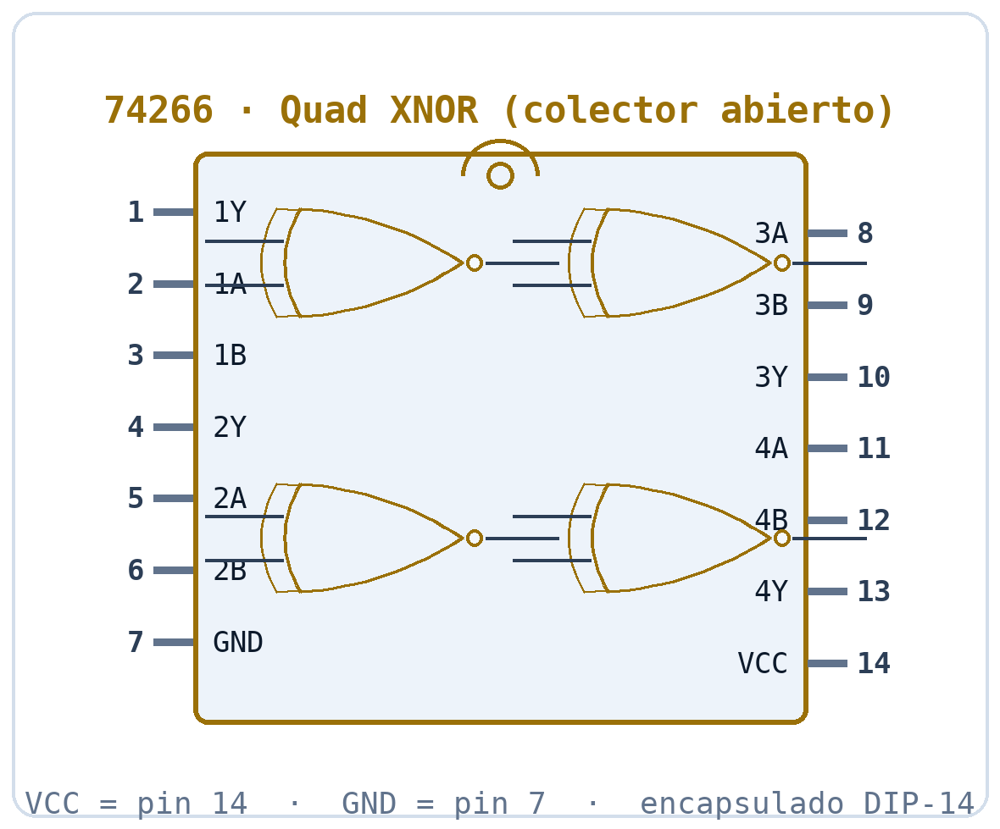 74266 · Quad XNOR (colector abierto)
1 1Y
3A 8
2 1A
3B 9
3 1B
3Y 10
4 2Y
4A 11
5 2A
4B 12
6 2B
4Y 13
7 GND
VCC 14
VCC = pin 14 · GND = pin 7 · encapsulado DIP-14